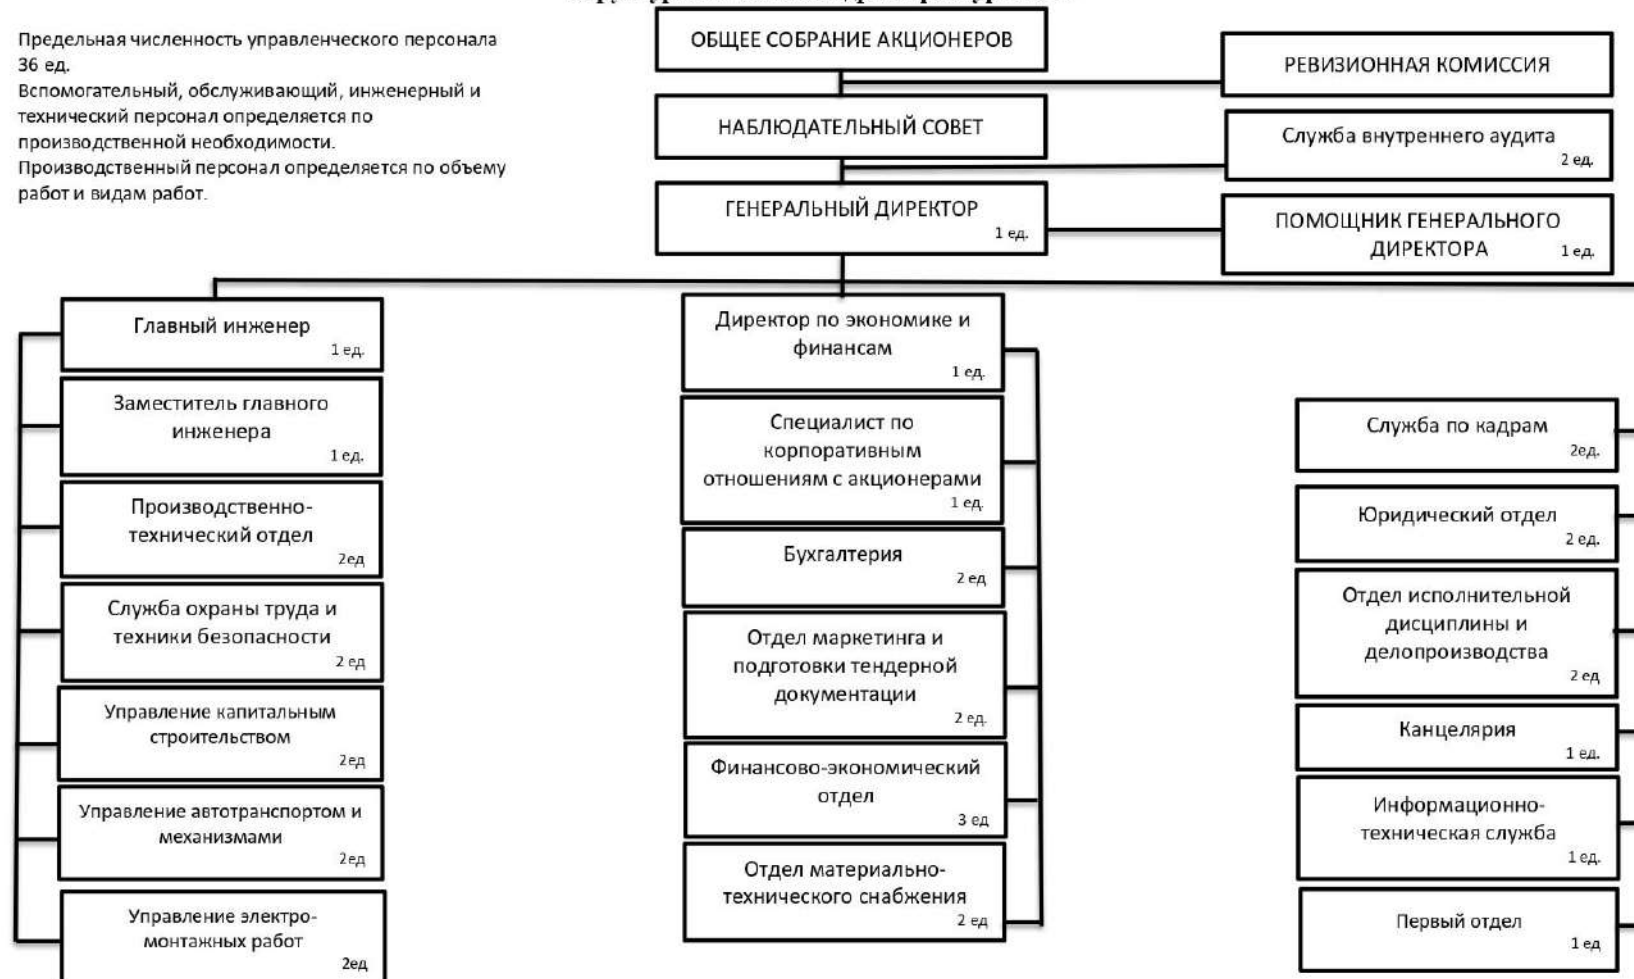 Предельная численность управленческого персонала
36 ед.
Вспомогательный, обслуживающий, инженерный и
технический персонал определяется по
производственной необходимости.
Производственный персонал определяется по объему
работ и видам работ.
ОБЩЕЕ СОБРАНИЕ АКЦИОНЕРОВ
РЕВИЗИОННАЯ КОМИССИЯ
НАБЛЮДАТЕЛЬНЫЙ СОВЕТ
Служба внутреннего аудита
2 ед.
ГЕНЕРАЛЬНЫЙ ДИРЕКТОР
1 ед.
ПОМОЩНИК ГЕНЕРАЛЬНОГО
ДИРЕКТОРА 1 ед.
Главный инженер
1 ед.
Заместитель главного
инженера
1 ед.
Производственно-
технический отдел
2ед
Служба охраны труда и
техники безопасности
2 ед
Управление капитальным
строительством
2ед
Управление автотранспортом и
механизмами
2ед
Управление электро-
монтажных работ
2ед
Директор по экономике и
финансам
1 ед.
Специалист по
корпоративным
отношениям с акционерами
1 ед.
Бухгалтерия
2 ед
Отдел маркетинга и
подготовки тендерной
документации
2 ед.
Финансово-экономический
отдел
3 ед
Отдел материально-
технического снабжения
2 ед
Служба по кадрам
2ед.
Юридический отдел
2 ед.
Отдел исполнительной
дисциплины и
делопроизводства
2 ед
Канцелярия
1 ед.
Информационно-
техническая служба
1 ед.
Первый отдел
1 ед